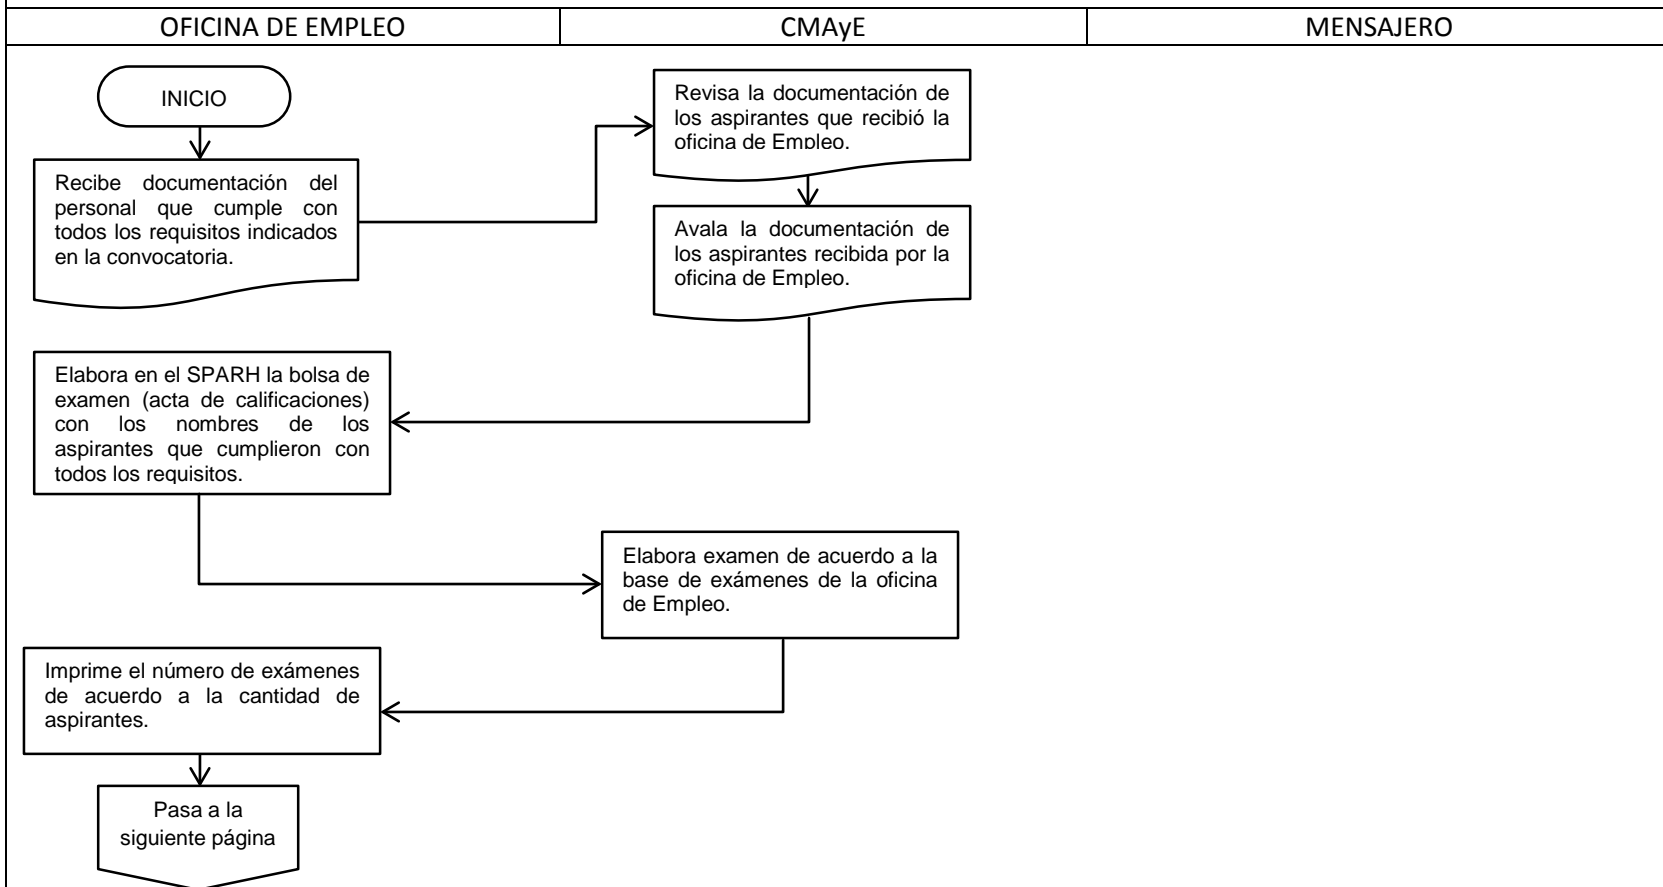 OFICINA DE EMPLEO
CMAyE
MENSAJERO
INICIO
Recibe documentación del
personal que cumple con
todos los requisitos indicados
en la convocatoria.
Revisa la documentación de
los aspirantes que recibió la
oficina de Empleo.
Avala la documentación de
los aspirantes recibida por la
oficina de Empleo.
Elabora en el SPARH la bolsa de
examen (acta de calificaciones)
con los nombres de los
aspirantes que cumplieron con
todos los requisitos.
Elabora examen de acuerdo a la
base de exámenes de la oficina
de Empleo.
Imprime el número de exámenes
de acuerdo a la cantidad de
aspirantes.
Pasa a la
siguiente página